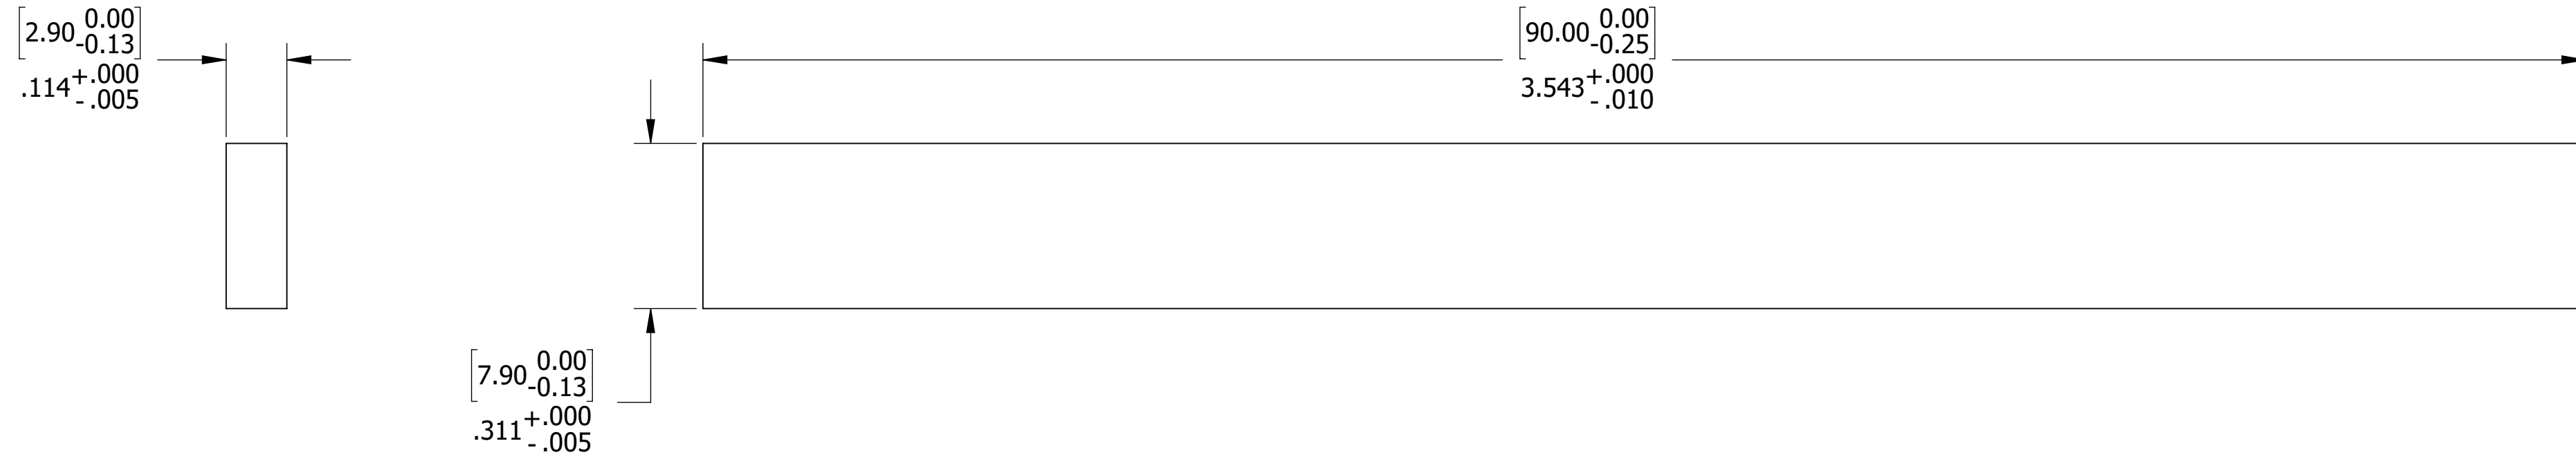 [2.90 0.00 -0.13]
.114 +.000 -.005
[90.00 0.00 -0.25]
3.543 +.000 -.010
[7.90 0.00 -0.13]
.311 +.000 -.005